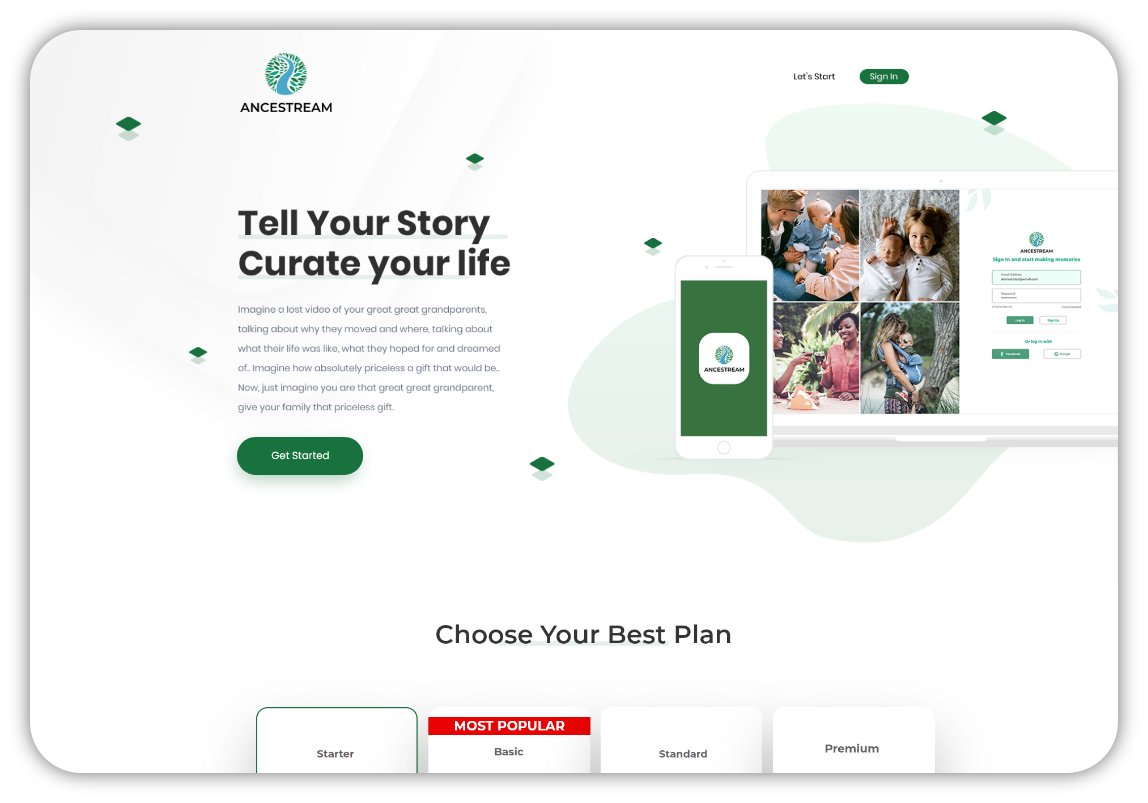 ANCESTREAM
Let's Start
Sign In
Tell Your Story
Curate your life
Imagine a lost video of your great great grandparents,
talking about why they moved and where, talking about
what their life was like, what they hoped for and dreamed
of.. Imagine how absolutely priceless a gift that would be..
Now, just imagine you are that great great grandparent,
give your family that priceless gift.
Get Started
ANCESTREAM
ANCESTREAM
Sign in and start making memories
Email Address
Password
Log In
Sign Up
Or log in with
Facebook
Google
Choose Your Best Plan
Starter
MOST POPULAR
Basic
Standard
Premium